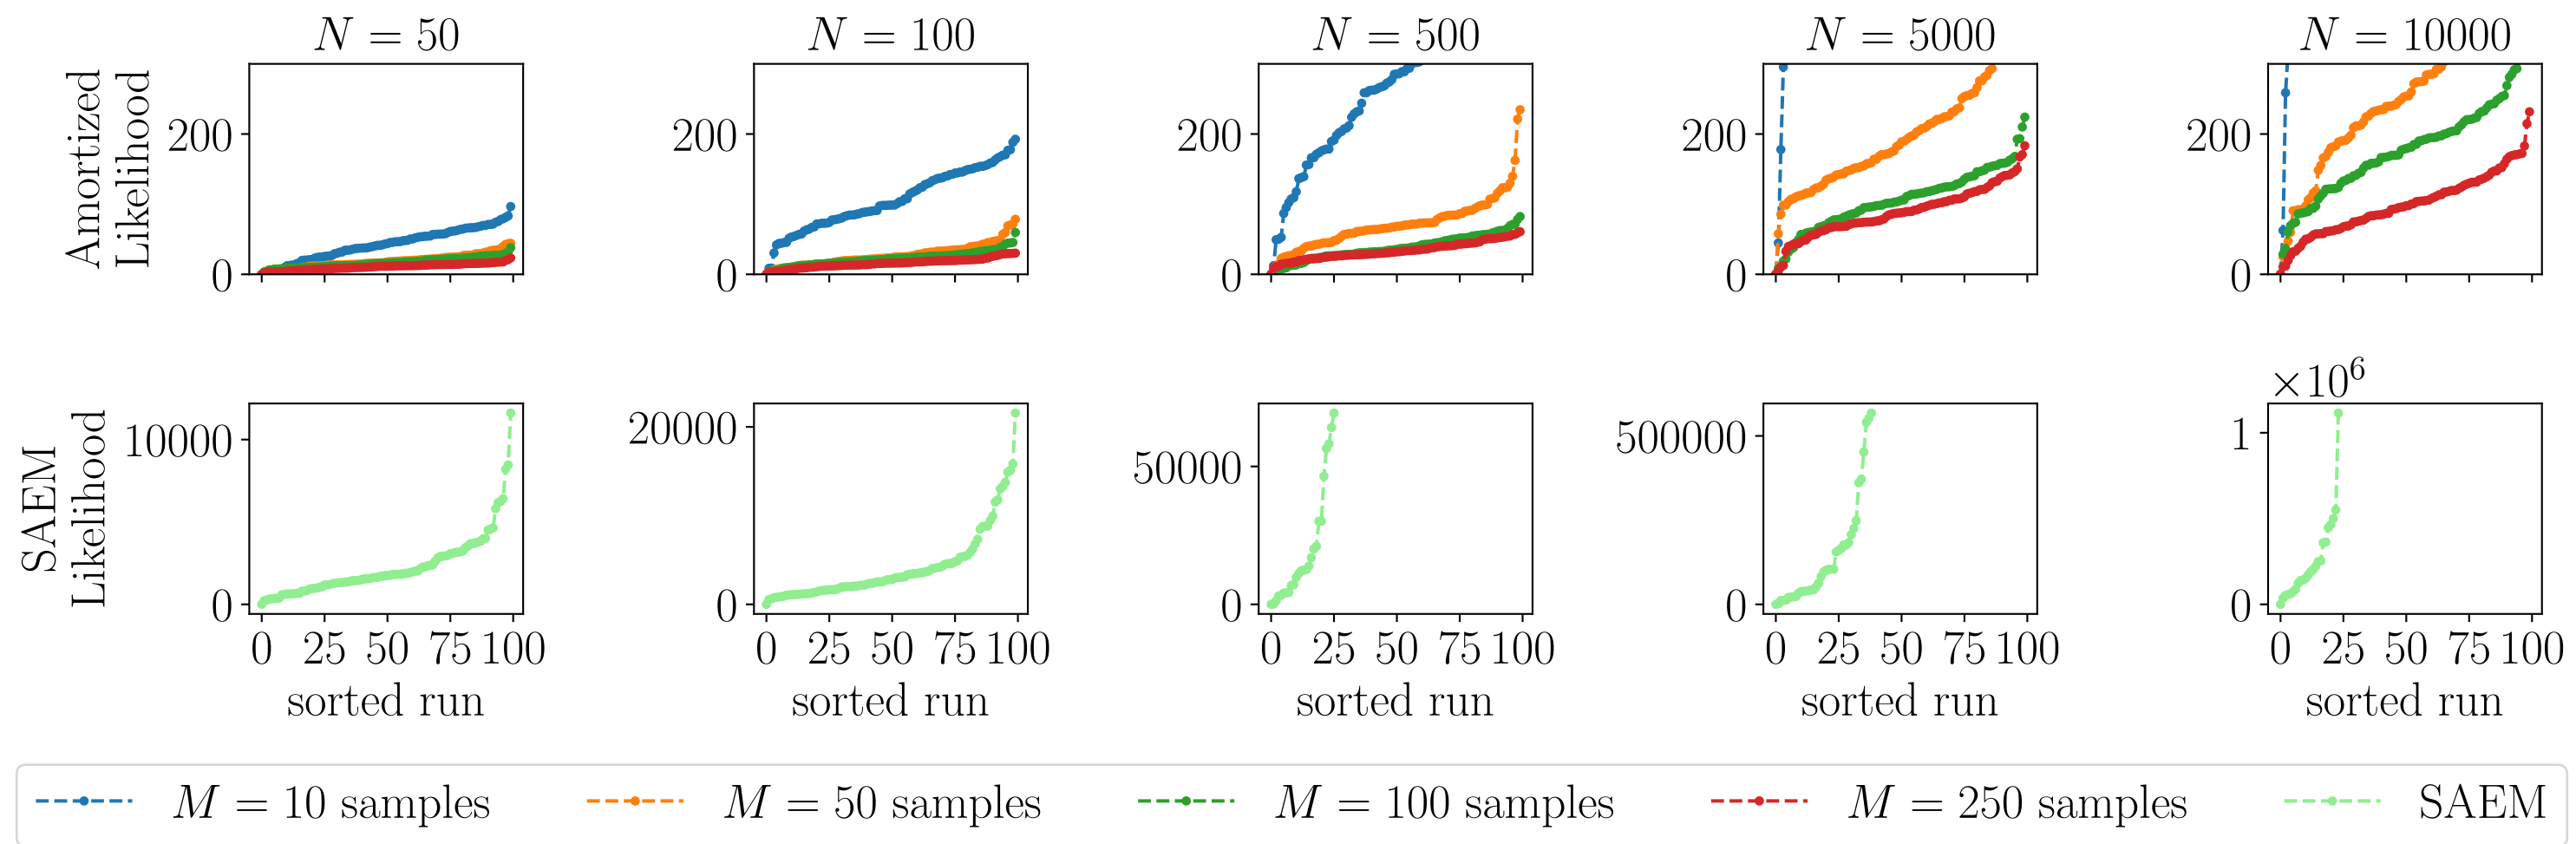 N = 50
N = 100
N = 500
N = 5000
N = 10000
Amortized
Likelihood
200
0
200
0
200
0
200
0
200
0
SAEM
Likelihood
10000
0
20000
0
50000
0
500000
0
×10⁶
1
0
0 25 50 75 100
0 25 50 75 100
0 25 50 75 100
0 25 50 75 100
0 25 50 75 100
sorted run
sorted run
sorted run
sorted run
sorted run
M = 10 samples
M = 50 samples
M = 100 samples
M = 250 samples
SAEM